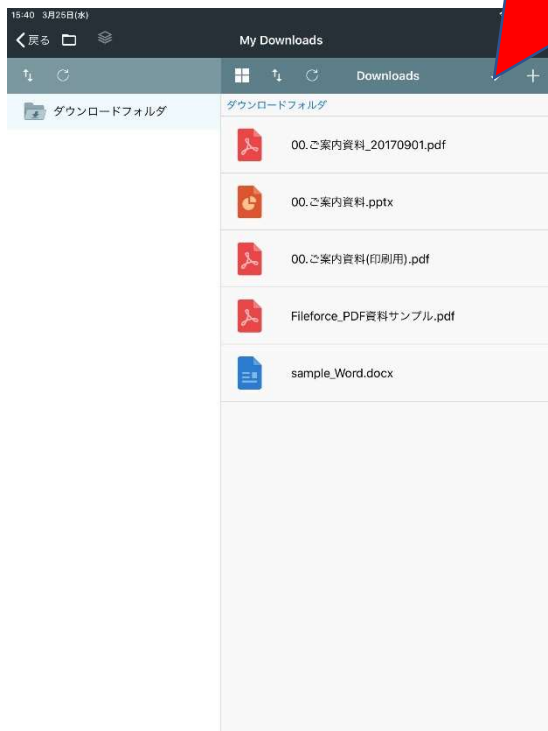 15:40 3月25日(水)
戻る
My Downloads
Downloads
ダウンロードフォルダ
ダウンロードフォルダ
00.ご案内資料_20170901.pdf
00.ご案内資料.pptx
00.ご案内資料(印刷用).pdf
Fileforce_PDF資料サンプル.pdf
sample_Word.docx